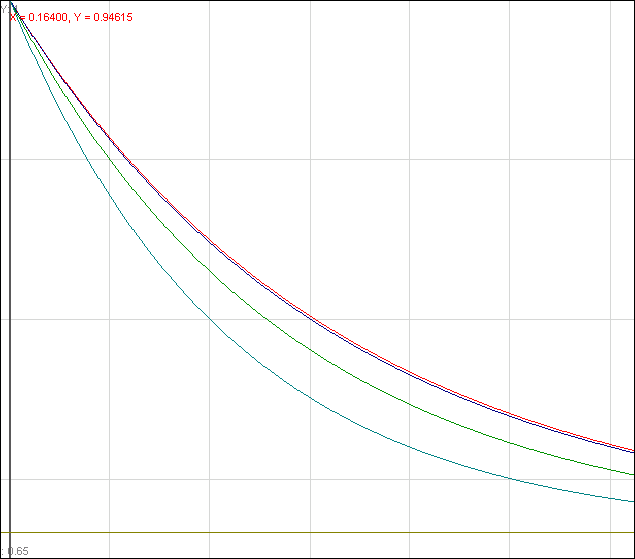 X = 0.16400, Y = 0.94615
: 0.65